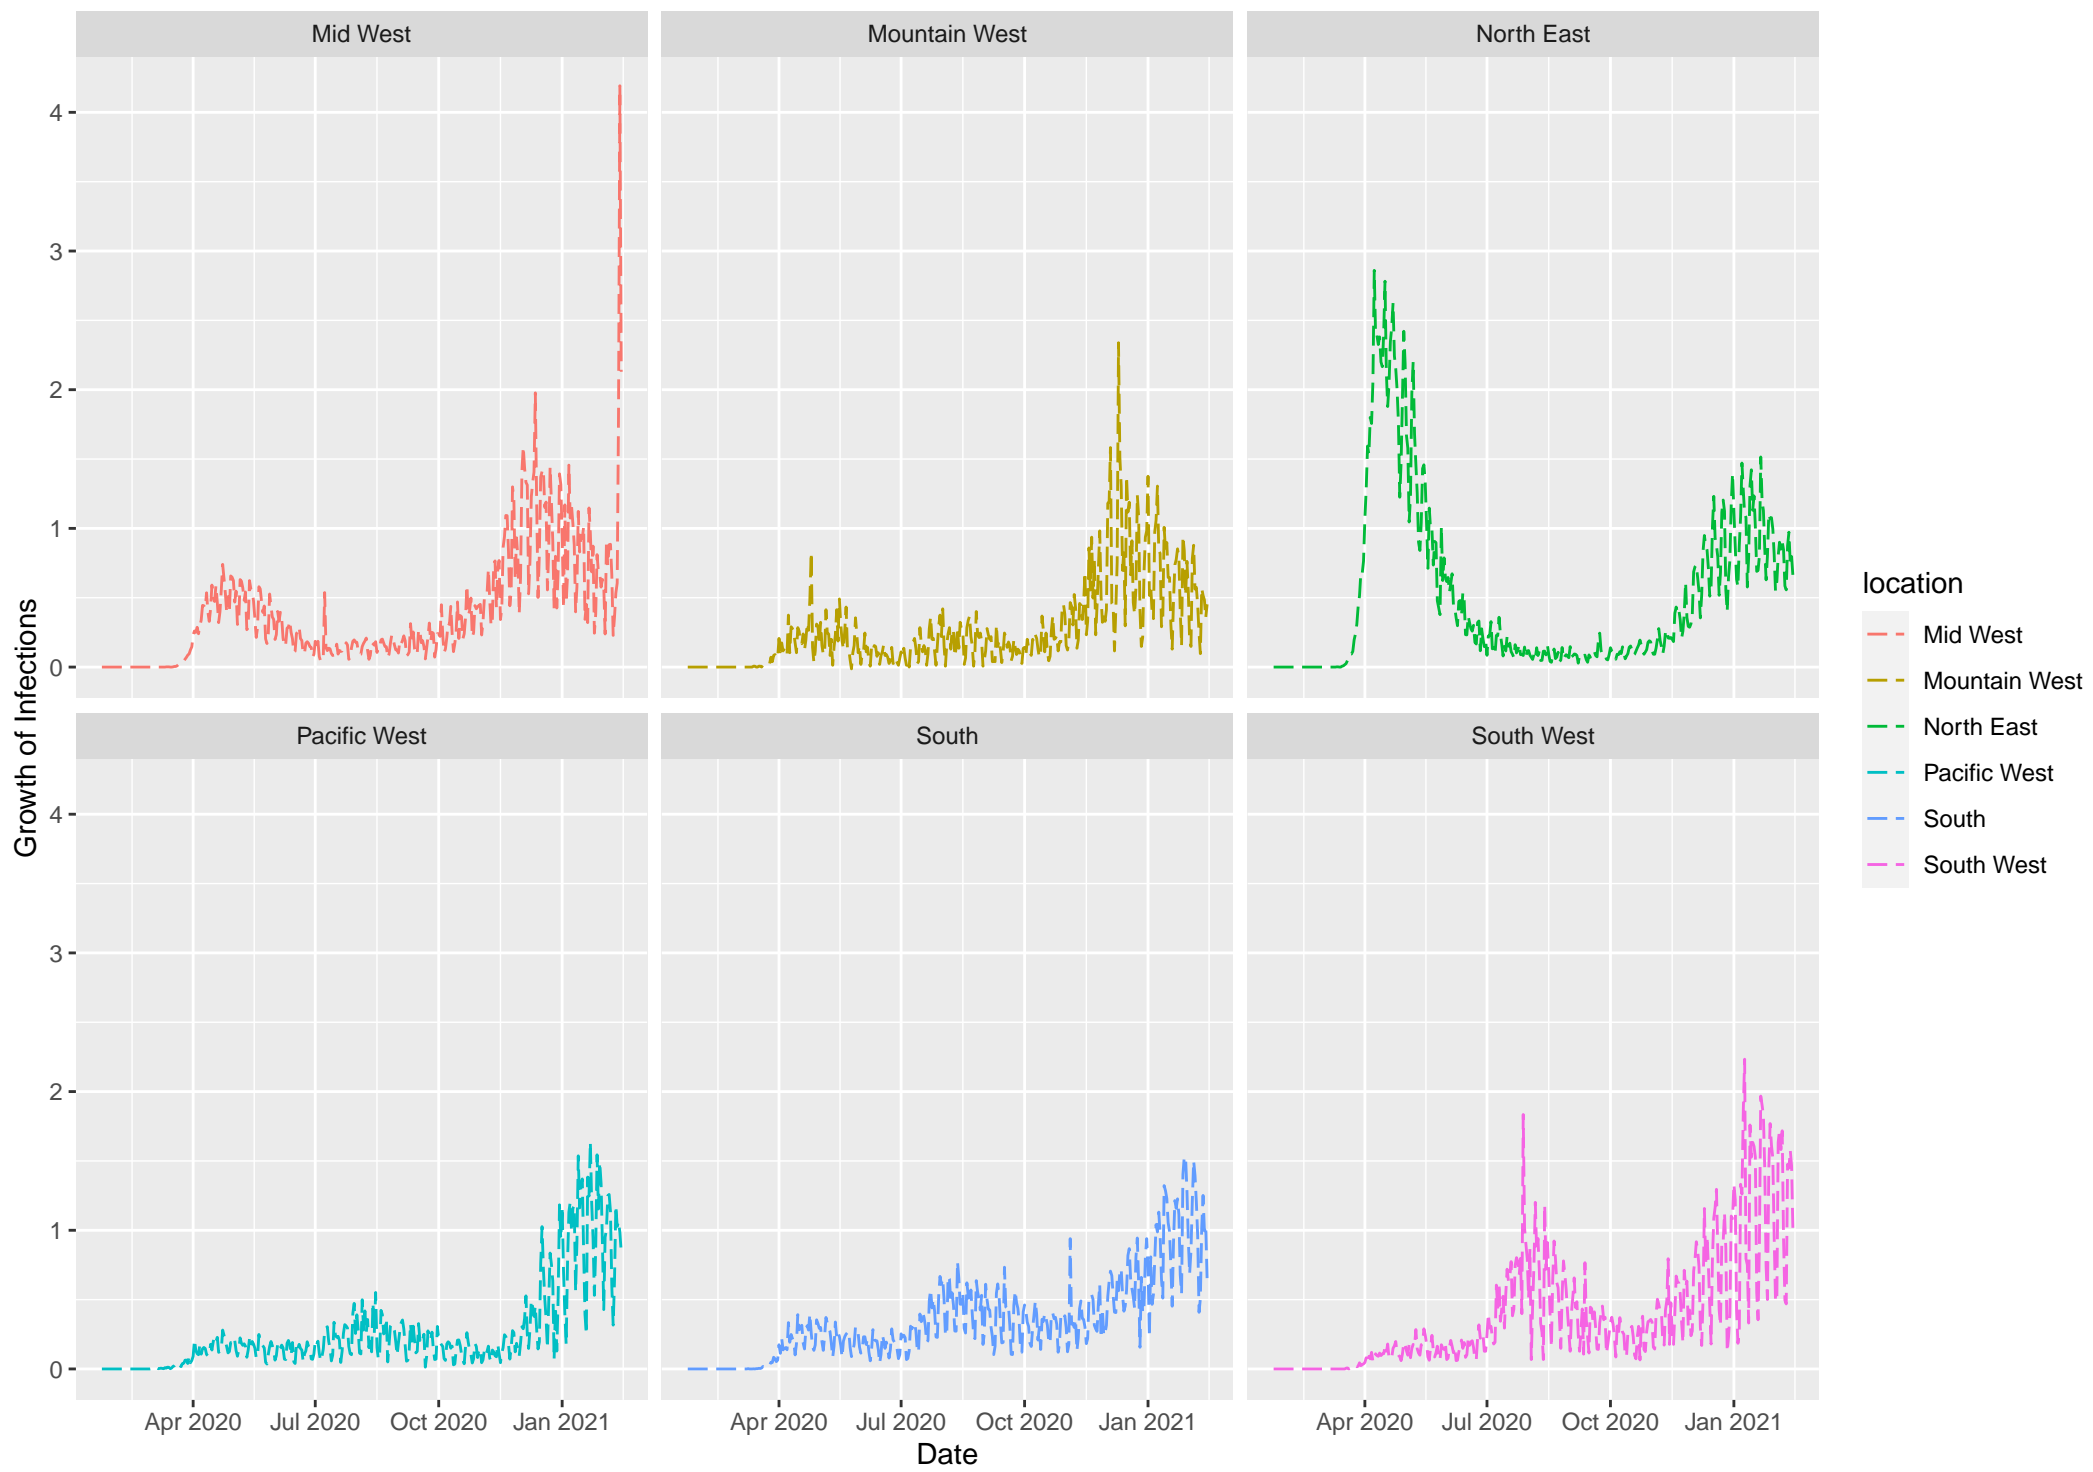 Mid West
Mountain West
North East
4
3
2
1
0
Pacific West
South
South West
4
3
2
1
0
Growth of Infections
Apr 2020 Jul 2020 Oct 2020 Jan 2021
Apr 2020 Jul 2020 Oct 2020 Jan 2021
Apr 2020 Jul 2020 Oct 2020 Jan 2021
Date
location
Mid West
Mountain West
North East
Pacific West
South
South West